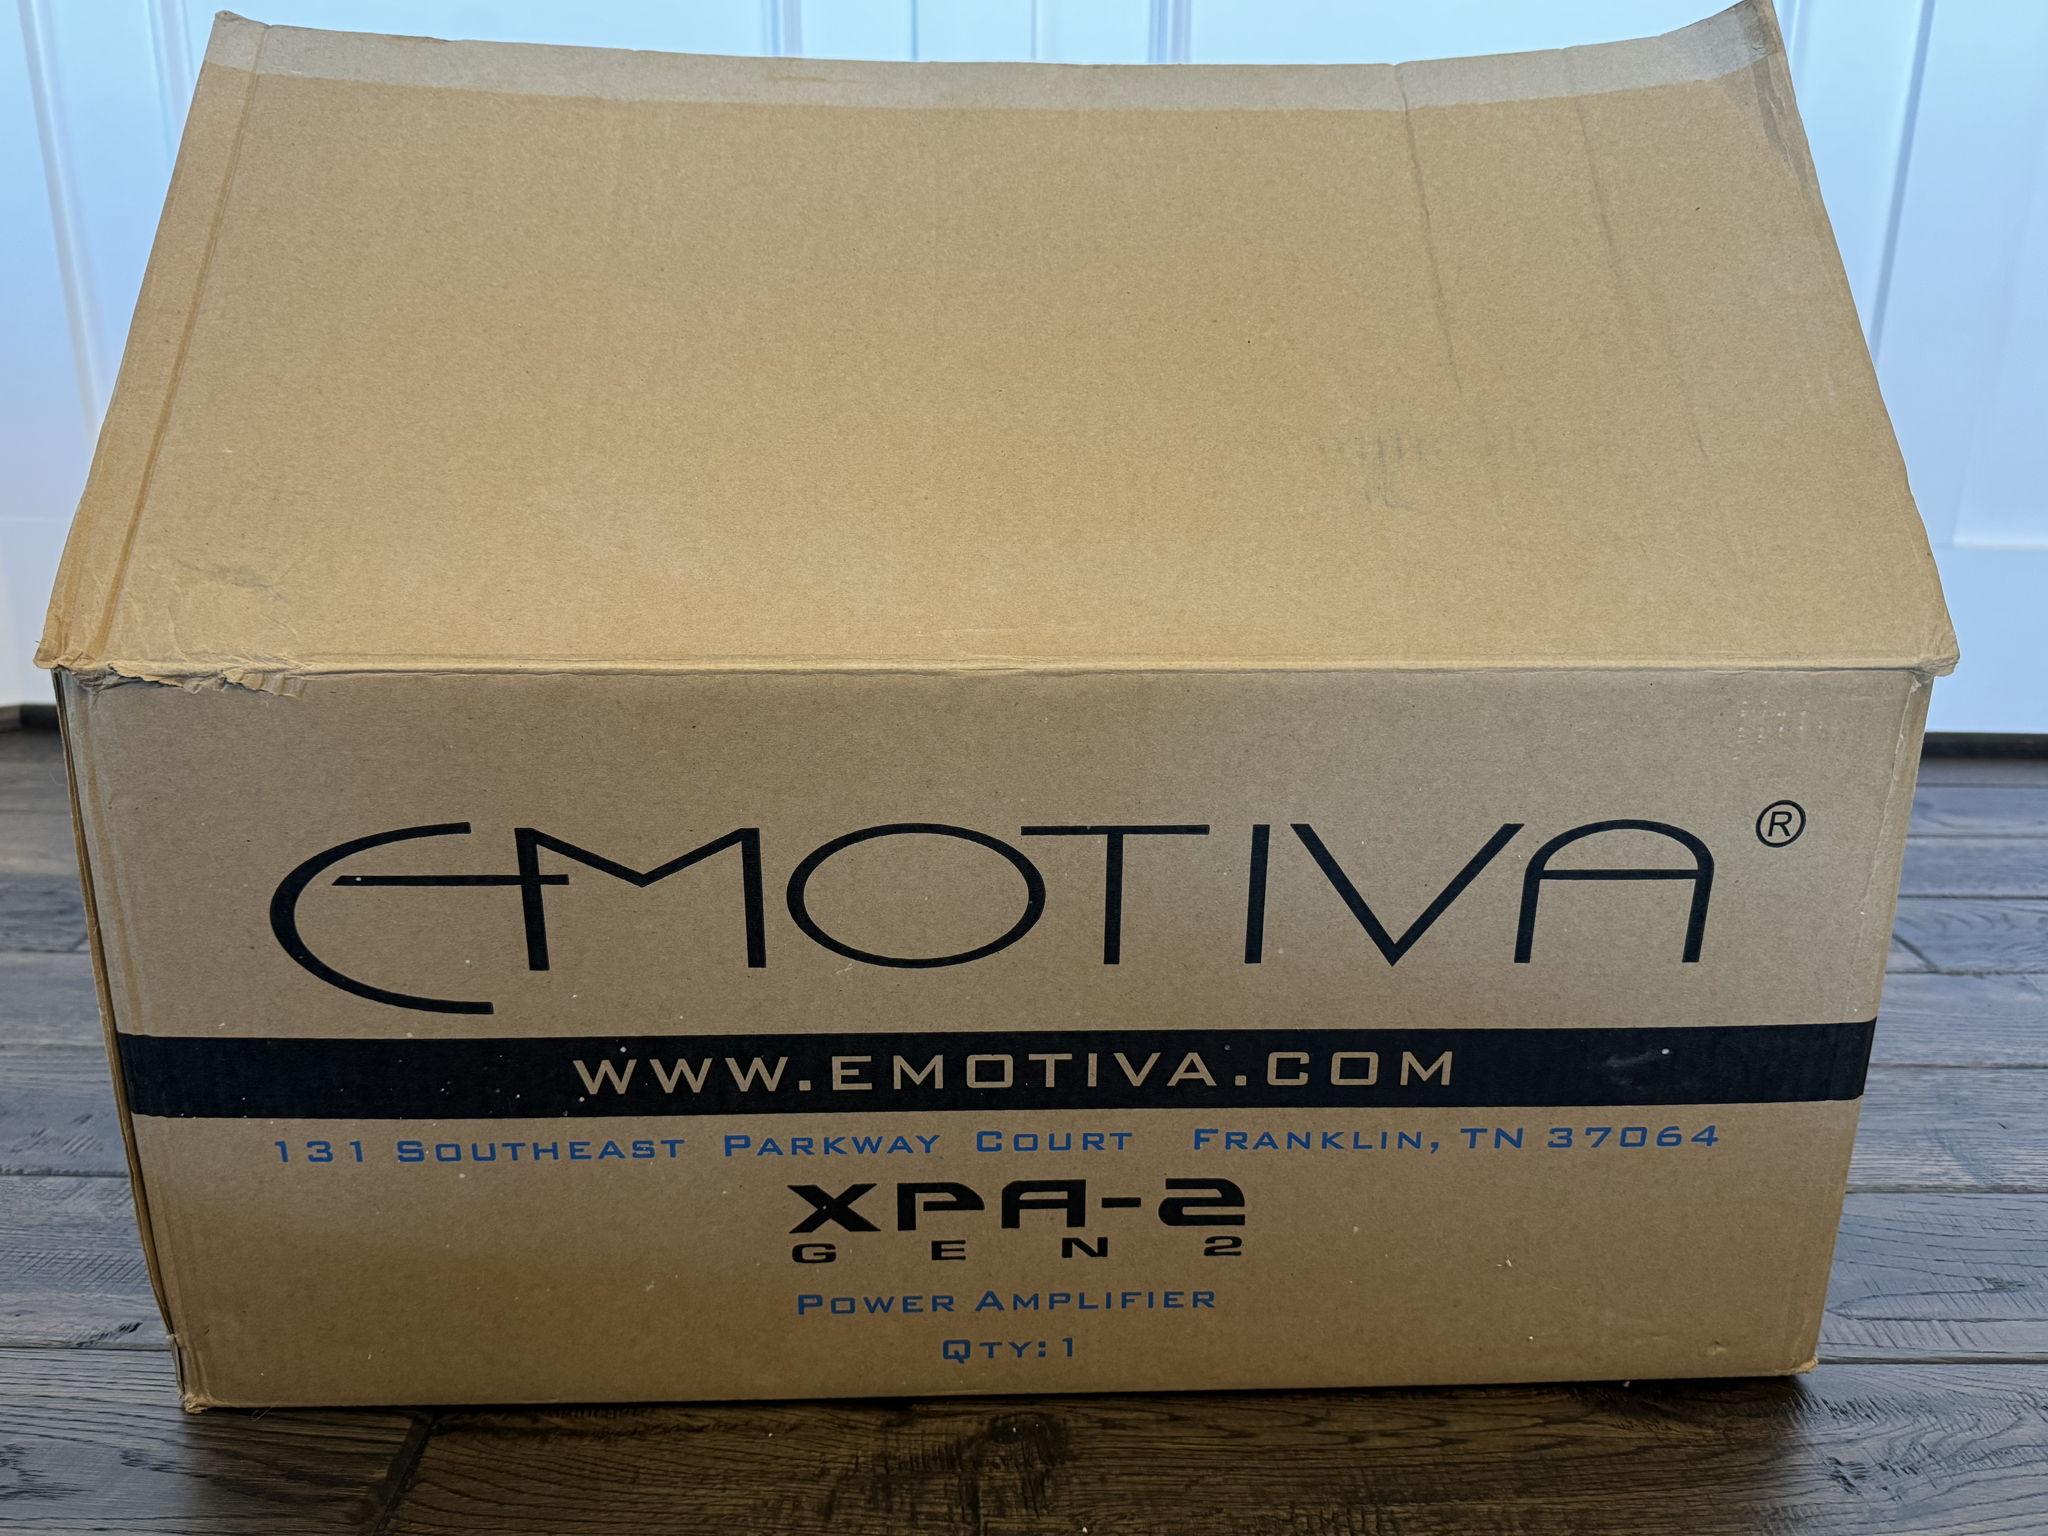 EMOTIVA®
WWW.EMOTIVA.COM
131 SOUTHEAST PARKWAY COURT FRANKLIN, TN 37064
XPA-2
GEN 2
POWER AMPLIFIER
QTY:1